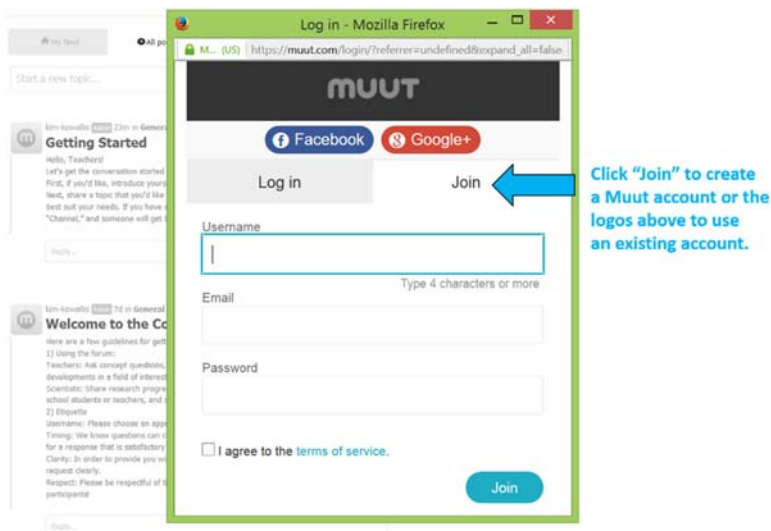 Log in - Mozilla Firefox
M... (US) https://muut.com/login/?referrer=undefined&expand_all=false
My feed
All po
muut
Start a new topic...
Facebook
Google+
Log in
Join
Click “Join” to create
a Muut account or the
logos above to use
an existing account.
Username
Type 4 characters or more
Email
Password
I agree to the terms of service.
Join
kim-kowalks 23m in General
Getting Started
Hello, Teachers!
Let's get the conversation started
First, if you'd like, introduce yours
Next, share a topic that you'd like
best suit your needs. If you have
"Channel," and someone will get
Reply...
7d in General
Welcome to the Co
Here are a few guidelines for gett
1) Using the forum:
Teachers: Ask concept questions,
developments in a field of interest
Scientists: Share research progre
school students or teachers, and
2) Etiquette
Username: Please choose an app
Timing: We know questions can
for a response that is satisfactory
Clarity: In order to provide you wi
request clearly.
Respect: Please be respectful of
participants!
Reply...